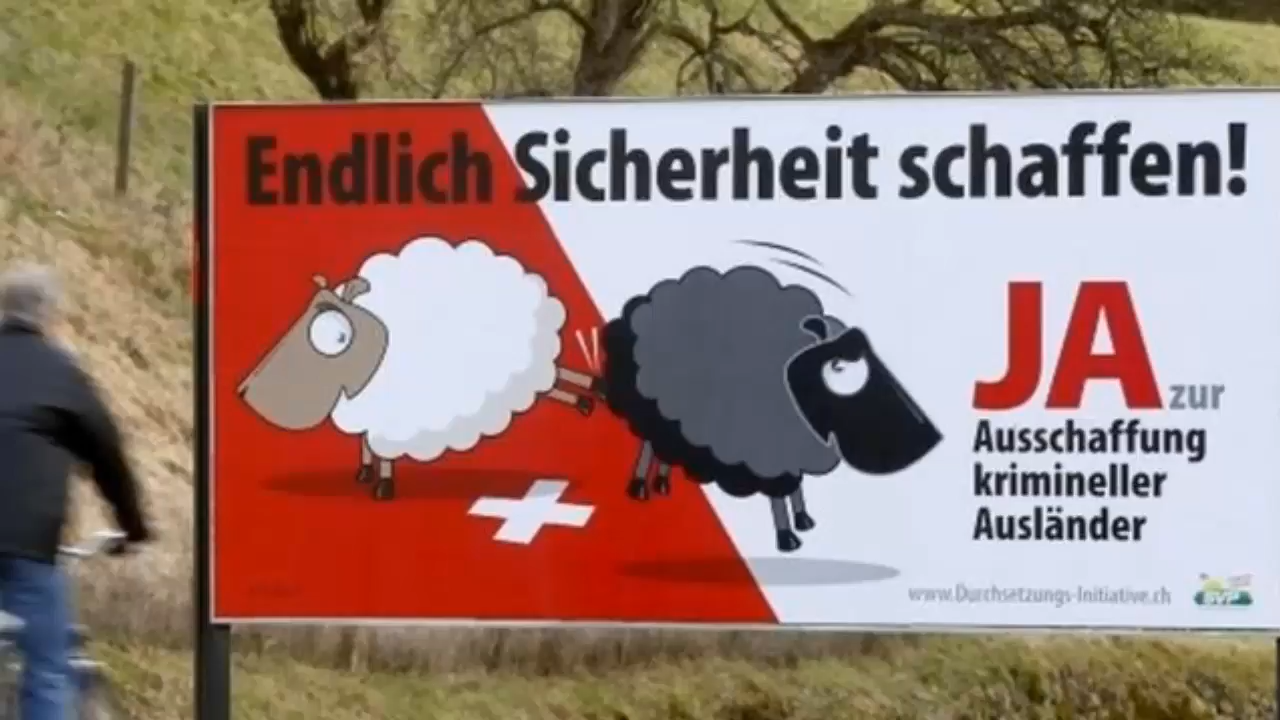 Endlich Sicherheit schaffen!
JA zur
Ausschaffung
krimineller
Ausländer
www.Durchsetzungs-Initiative.ch
SVP